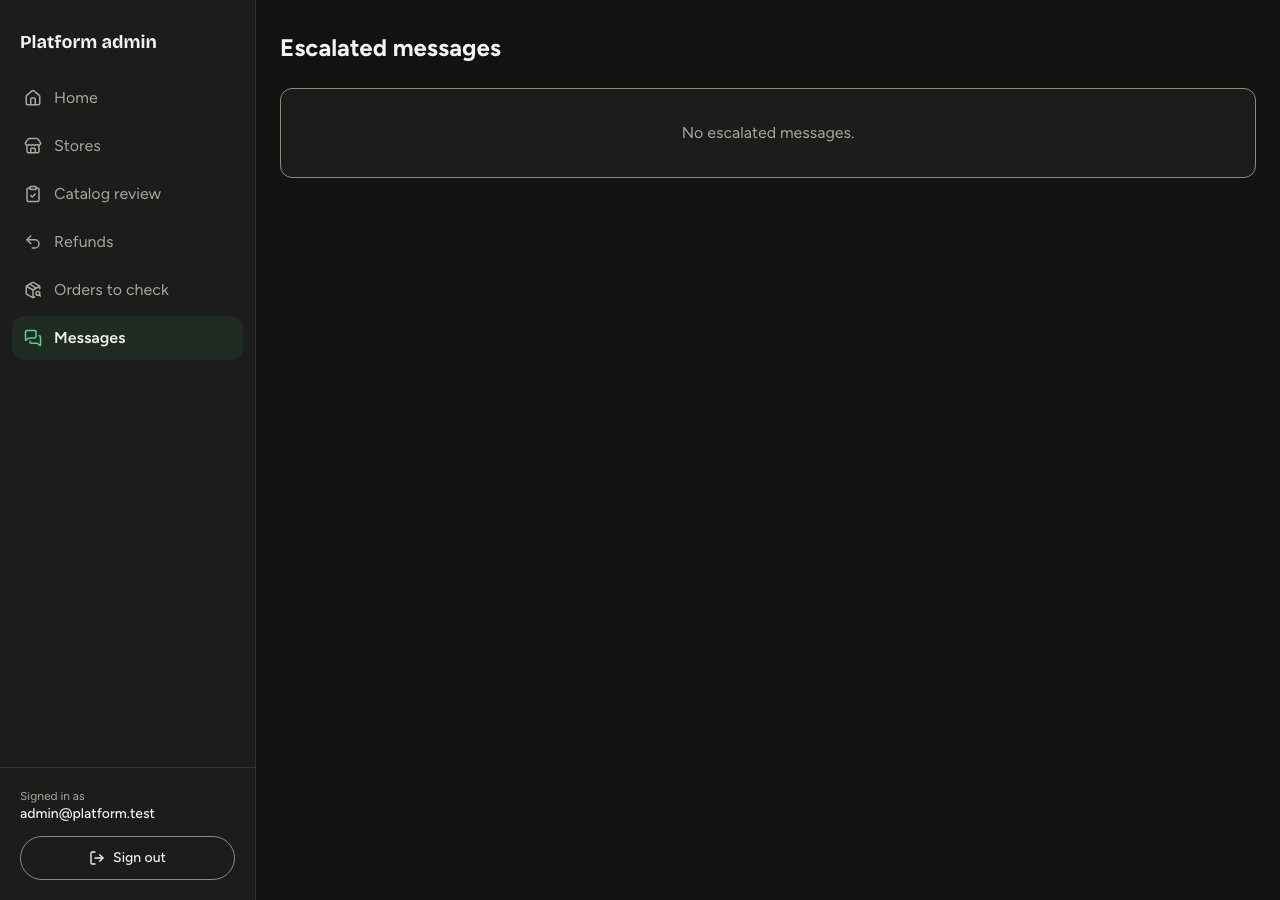 Platform admin
Home
Stores
Catalog review
Refunds
Orders to check
Messages
Signed in as
admin@platform.test
Sign out
Escalated messages
No escalated messages.